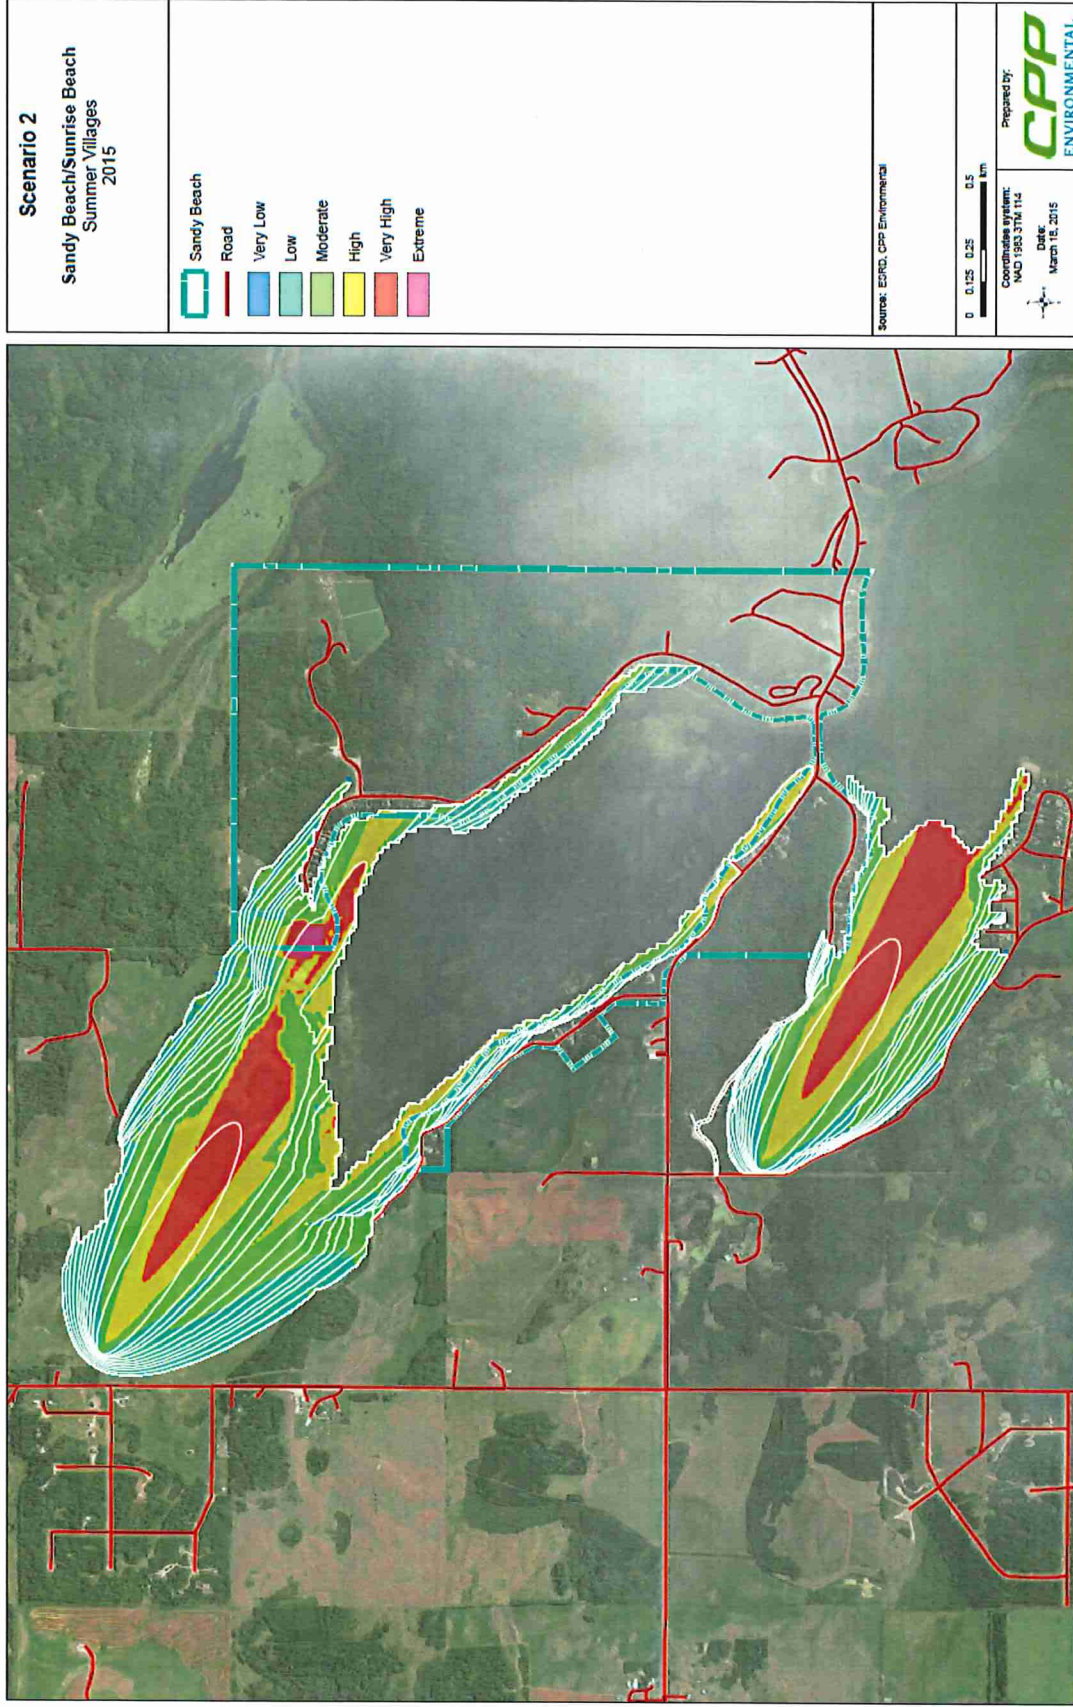 Scenario 2
Sandy Beach/Sunrise Beach
Summer Villages
2015
Sandy Beach
Road
Very Low
Low
Moderate
High
Very High
Extreme
Source: ESRD, CPP Environmental
0 0.125 0.25 0.5
km
Coordinates system:
NAD 1983 3TM 114
Date:
March 18, 2015
Prepared by:
CPP
ENVIRONMENTAL